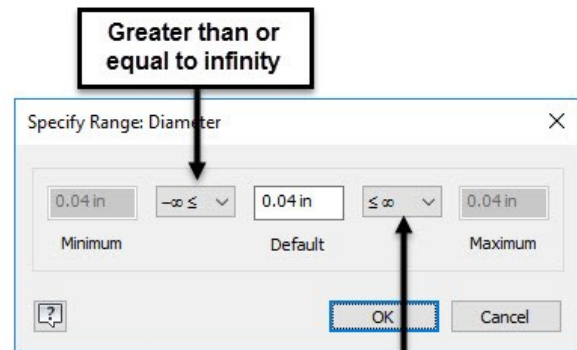 Greater than or
equal to infinity
Specify Range: Diameter
0.04 in -∞ ≤ 0.04 in ≤ ∞ 0.04 in
Minimum Default Maximum
OK Cancel